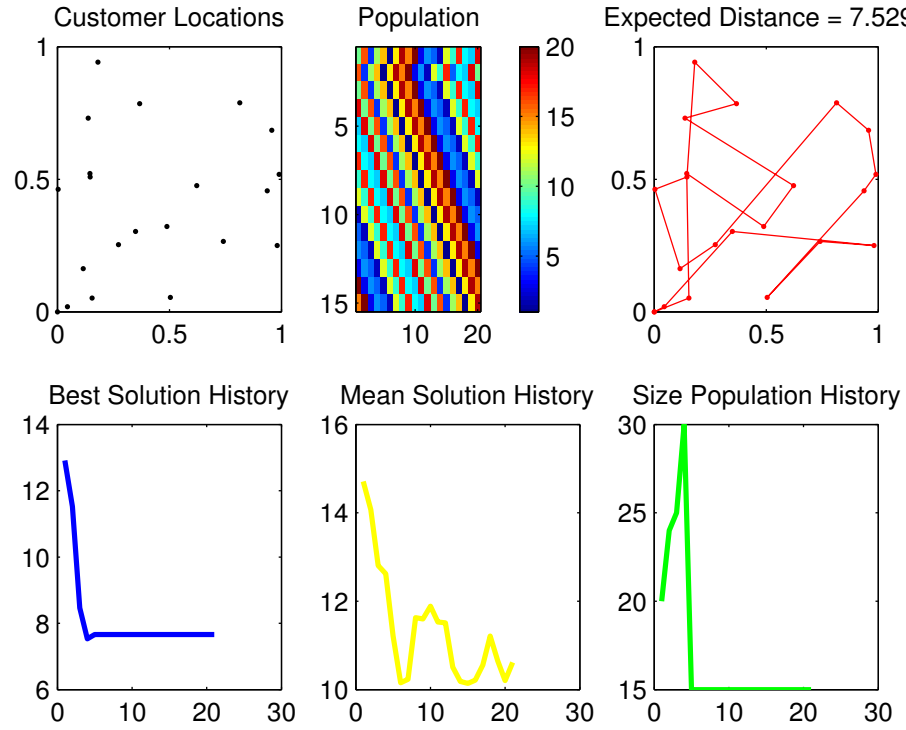 Customer Locations
1
0.5
0
0 0.5 1
Population
5
10
15
10 20
20
15
10
5
Expected Distance = 7.529
1
0.5
0
0 0.5 1
Best Solution History
14
12
10
8
6
0 10 20 30
Mean Solution History
16
14
12
10
0 10 20 30
Size Population History
30
25
20
15
0 10 20 30